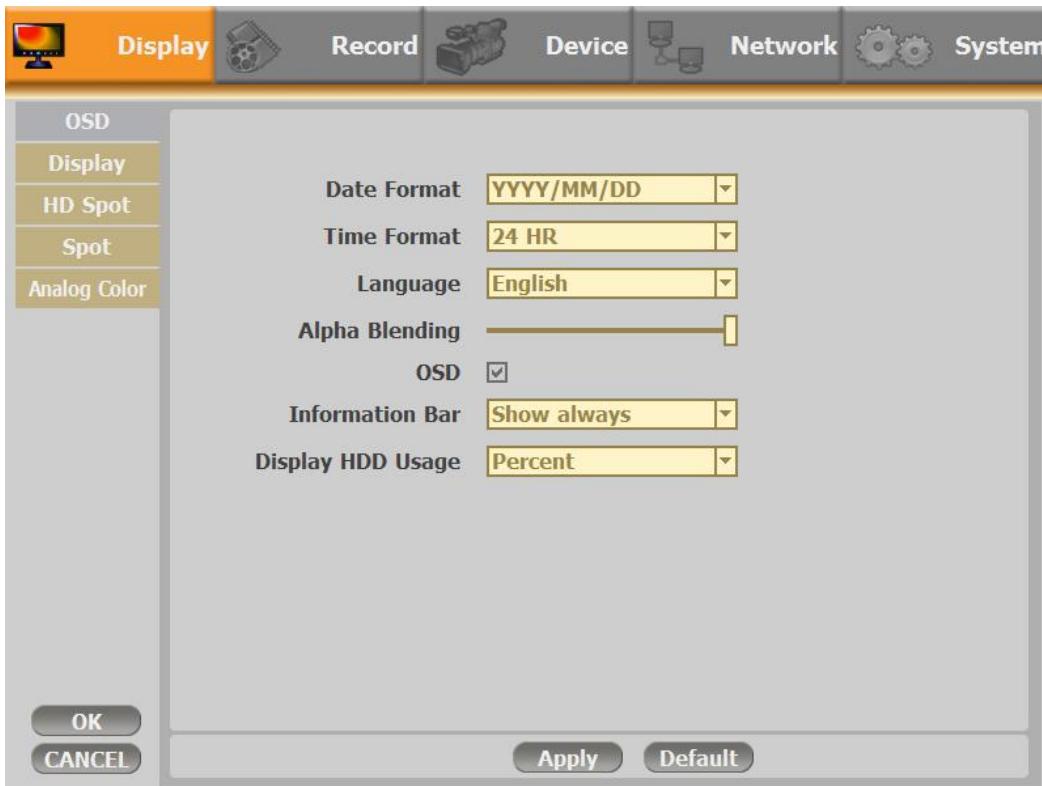 Display Record Device Network System
OSD
Display
HD Spot
Spot
Analog Color
Date Format YYYY/MM/DD
Time Format 24 HR
Language English
Alpha Blending
OSD
Information Bar Show always
Display HDD Usage Percent
OK
CANCEL
Apply Default